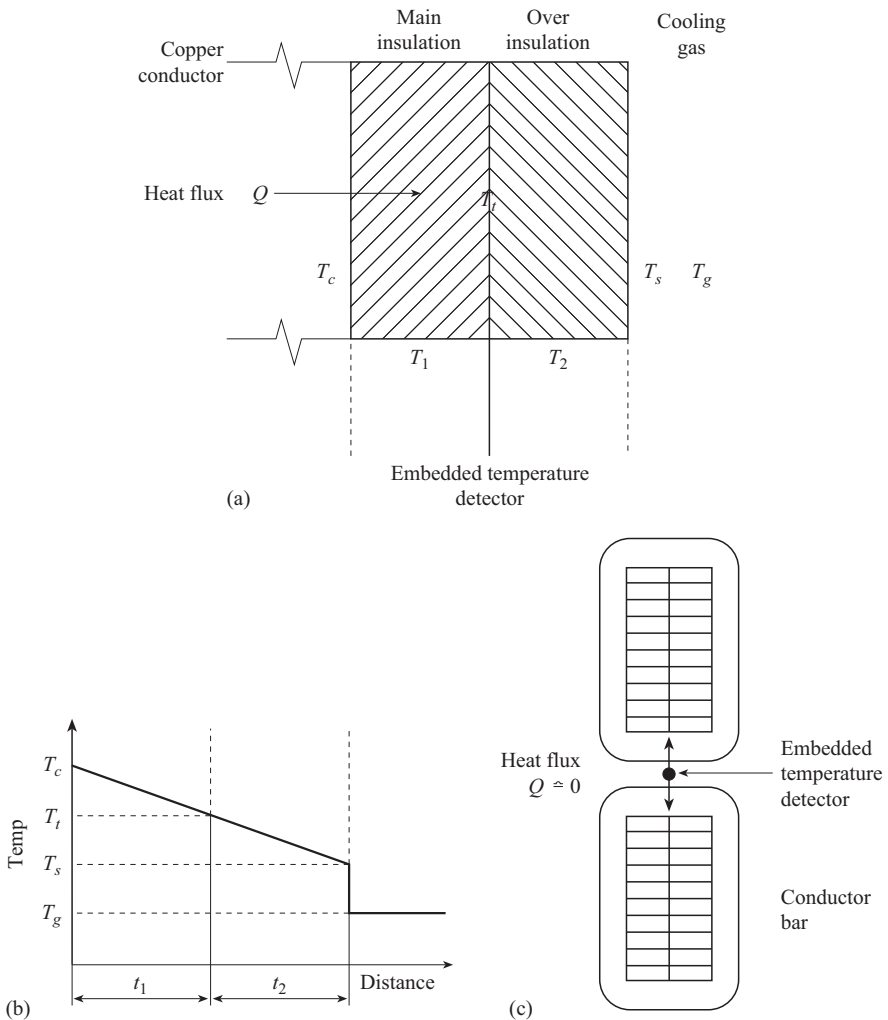 Main
insulation
Over
insulation
Cooling
gas
Copper
conductor
Heat flux Q
T_t
T_c
T_s
T_g
T_1
T_2
Embedded temperature
detector
(a)
Temp
T_c
T_t
T_s
T_g
t_1
t_2
Distance
(b)
Heat flux
Q ≏ 0
Embedded
temperature
detector
Conductor
bar
(c)